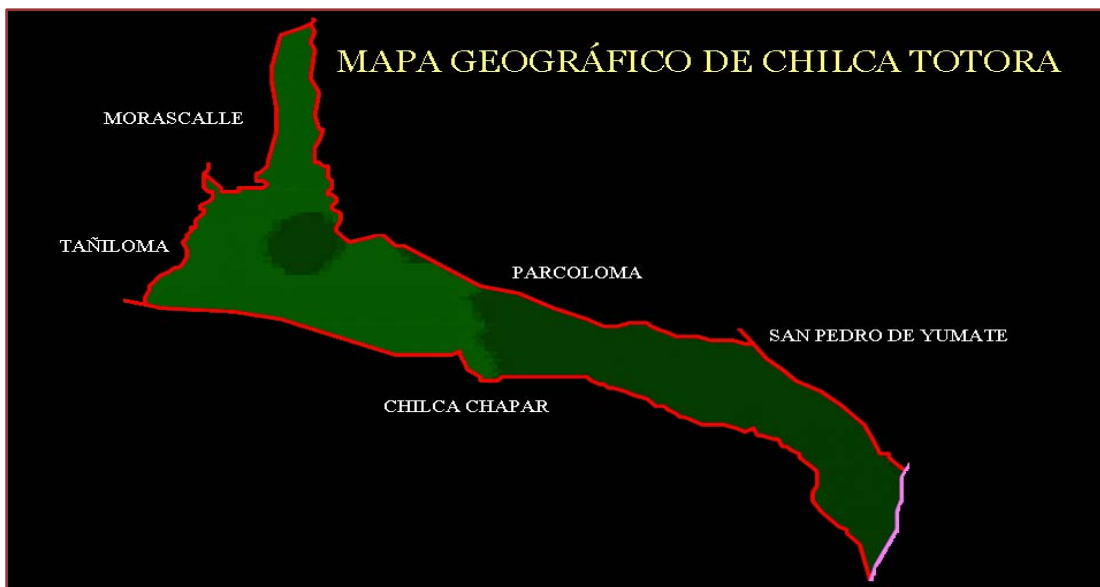 MAPA GEOGRÁFICO DE CHILCA TOTORA
MORASCALLE
TAÑILOMA
PARCOLOMA
SAN PEDRO DE YUMATE
CHILCA CHAPAR